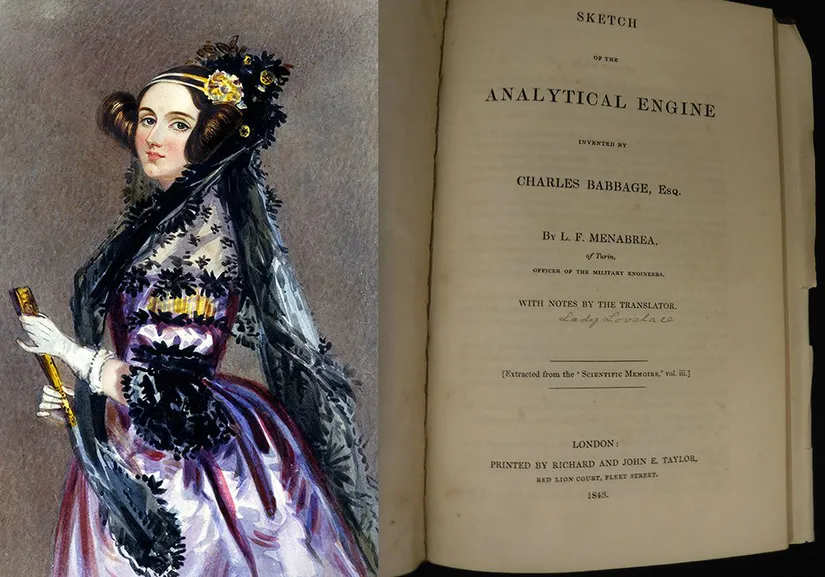 SKETCH
OF THE
ANALYTICAL ENGINE
INVENTED BY
CHARLES BABBAGE, Esq.
By L. F. MENABREA,
of Turin,
OFFICER OF THE MILITARY ENGINEERS.
WITH NOTES BY THE TRANSLATOR.
Lady Lovelace
[Extracted from the ‘Scientific Memoirs,’ vol. iii.]
LONDON:
PRINTED BY RICHARD AND JOHN E. TAYLOR,
RED LION COURT, FLEET STREET.
1843.